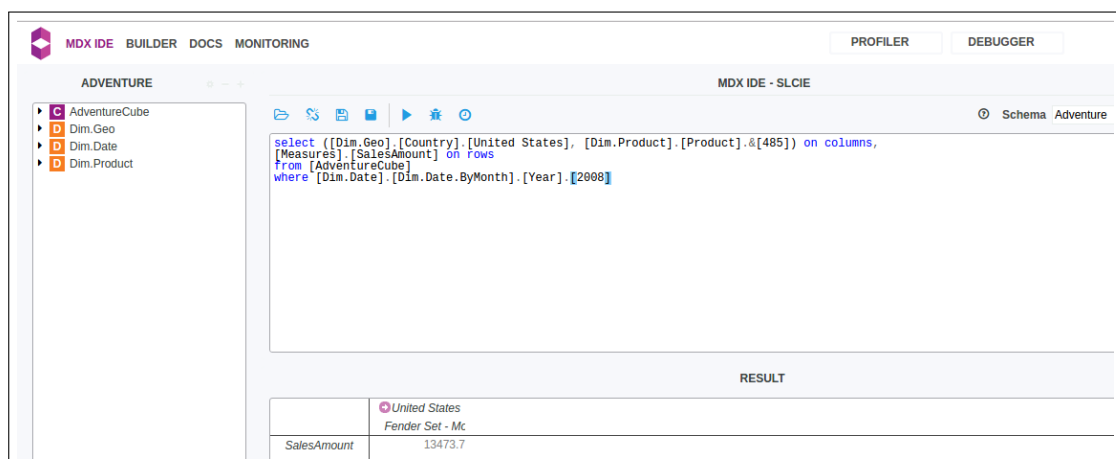 MDX IDE BUILDER DOCS MONITORING PROFILER DEBUGGER
ADVENTURE
MDX IDE - SLCIE
C AdventureCube
D Dim.Geo
D Dim.Date
D Dim.Product
Schema Adventure
select ([Dim.Geo].[Country].[United States], [Dim.Product].[Product].&[485]) on columns,
[Measures].[SalesAmount] on rows
from [AdventureCube]
where [Dim.Date].[Dim.Date.ByMonth].[Year].[2008]
RESULT
United States
Fender Set - Mc
SalesAmount 13473.7